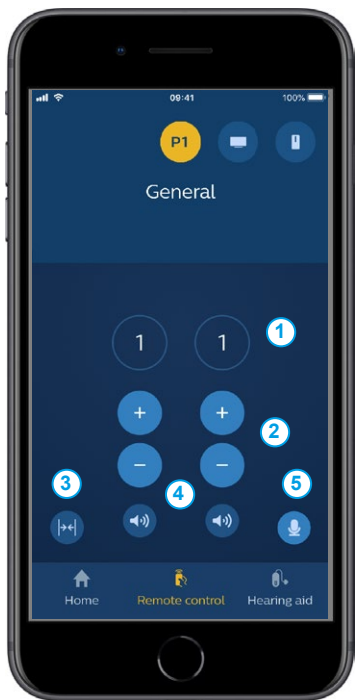 09:41 100%
P1
General
1 1 1
+ + 2
− −
3 4 5
Home Remote control Hearing aid